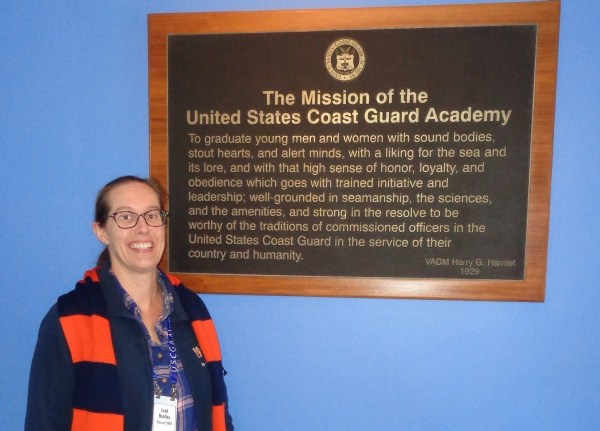 The Mission of the
United States Coast Guard Academy
To graduate young men and women with sound bodies,
stout hearts, and alert minds, with a liking for the sea and
its lore, and with that high sense of honor, loyalty, and
obedience which goes with trained initiative and
leadership; well-grounded in seamanship, the sciences,
and the amenities, and strong in the resolve to be
worthy of the traditions of commissioned officers in the
United States Coast Guard in the service of their
country and humanity.
VADM Harry G. Hamlet
1929
USCGAA